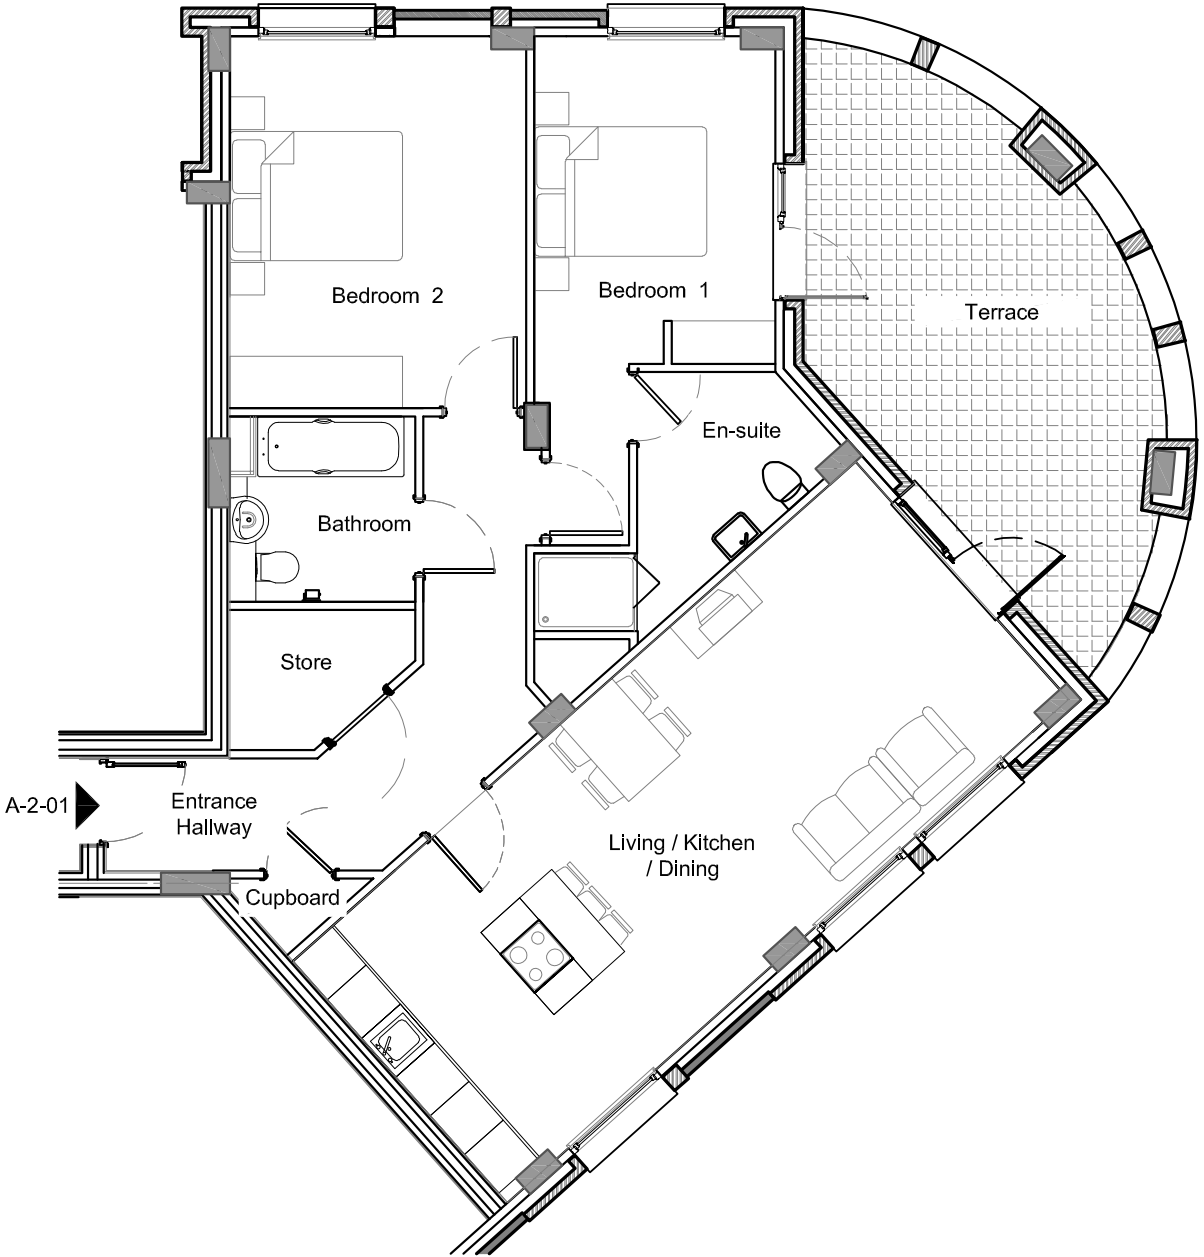 Bedroom 2
Bedroom 1
Terrace
En-suite
Bathroom
Store
A-2-01
Entrance
Hallway
Living / Kitchen
/ Dining
Cupboard